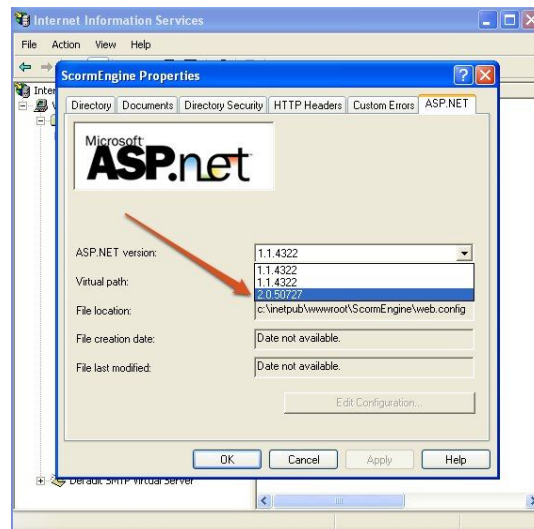 Internet Information Services
File Action View Help
Inter
ScormEngine Properties
Directory Documents Directory Security HTTP Headers Custom Errors ASP.NET
Microsoft
ASP.net
ASP.NET version: 1.1.4322
1.1.4322
1.1.4322
2.0.50727
Virtual path:
File location: c:\inetpub\wwwroot\ScormEngine\web.config
File creation date: Date not available.
File last modified: Date not available.
Edit Configuration...
OK Cancel Apply Help
Default SMTP Virtual Server